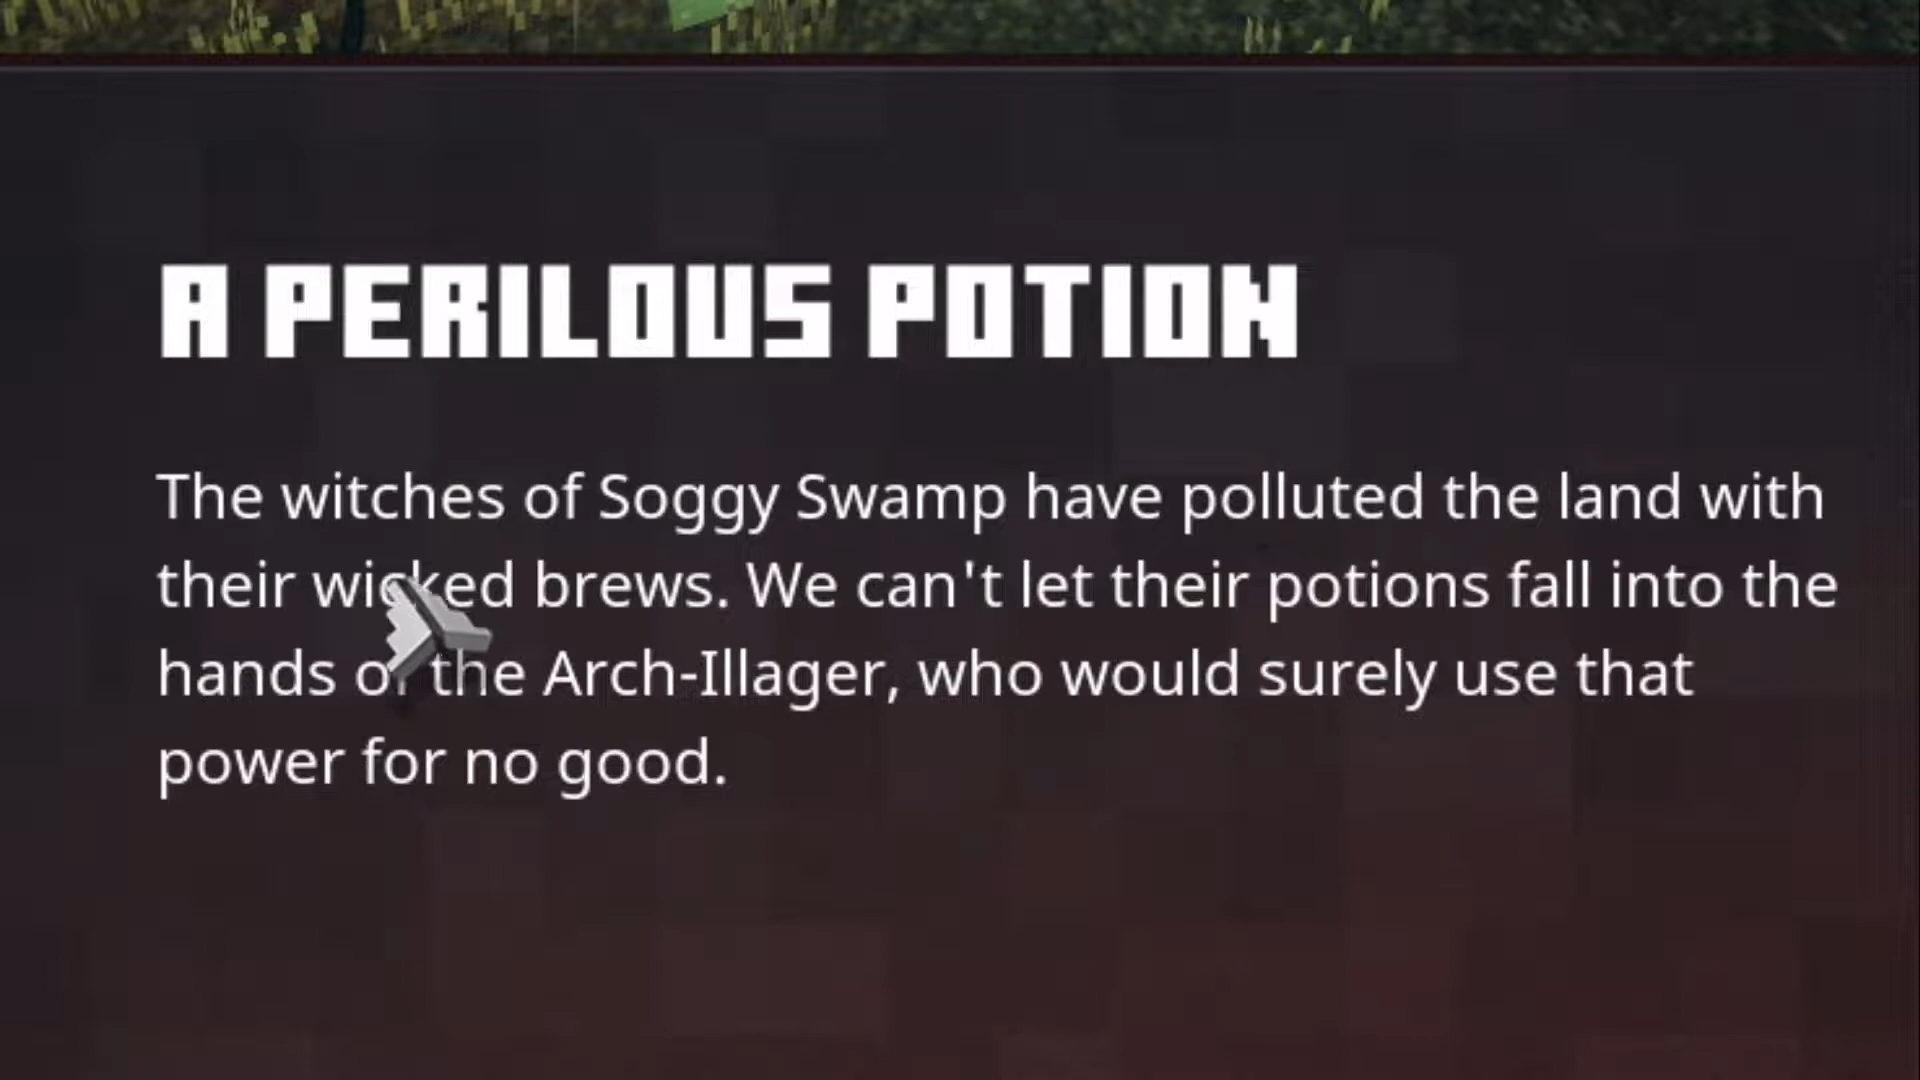 A PERILOUS POTION
The witches of Soggy Swamp have polluted the land with
their wicked brews. We can't let their potions fall into the
hands of the Arch-Illager, who would surely use that
power for no good.